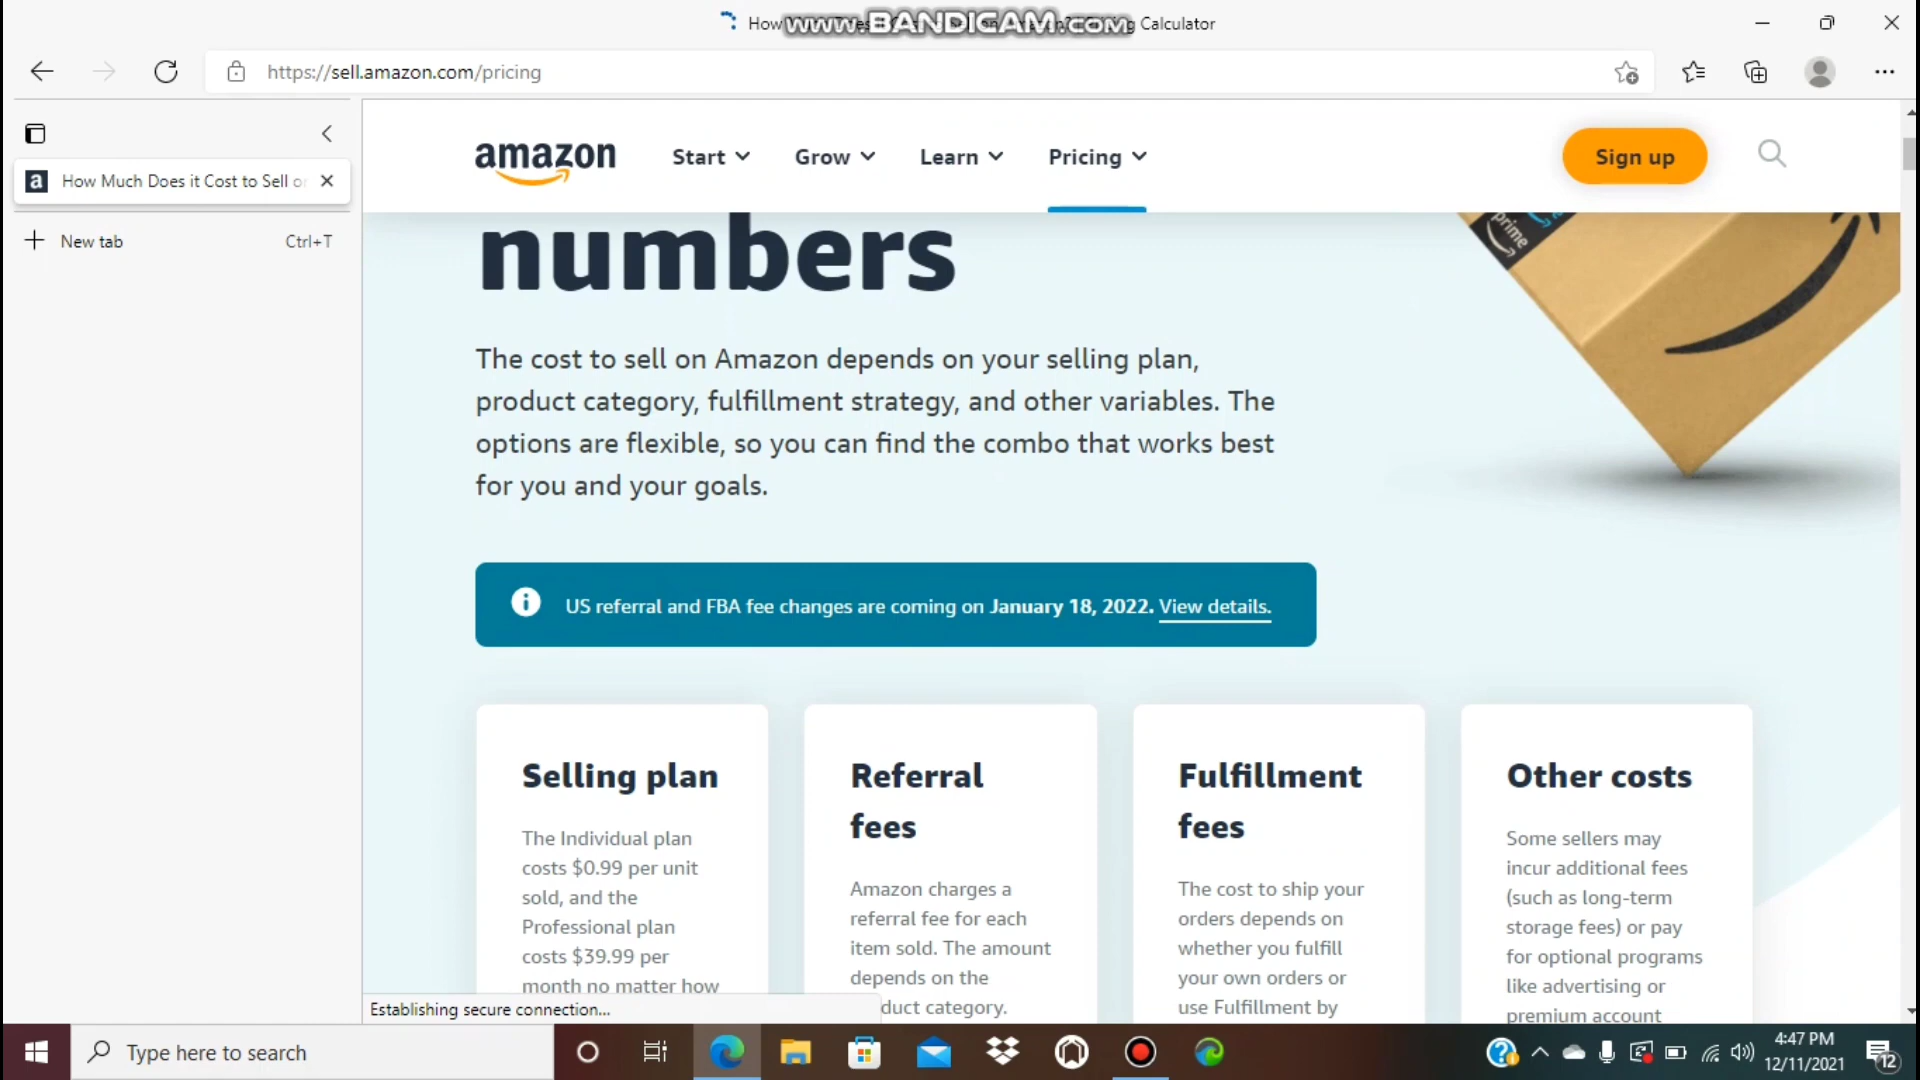 How
www.BANDICAM.com
Calculator
https://sell.amazon.com/pricing
How Much Does it Cost to Sell
New tab
Ctrl+T
amazon
Start
Grow
Learn
Pricing
Sign up
prime
numbers
The cost to sell on Amazon depends on your selling plan,
product category, fulfillment strategy, and other variables. The
options are flexible, so you can find the combo that works best
for you and your goals.
US referral and FBA fee changes are coming on January 18, 2022. View details.
Selling plan
The Individual plan
costs $0.99 per unit
sold, and the
Professional plan
costs $39.99 per
month no matter how
Referral
fees
Amazon charges a
referral fee for each
item sold. The amount
depends on the
duct category.
Fulfillment
fees
The cost to ship your
orders depends on
whether you fulfill
your own orders or
use Fulfillment by
Other costs
Some sellers may
incur additional fees
(such as long-term
storage fees) or pay
for optional programs
like advertising or
premium account
Establishing secure connection...
Type here to search
4:47 PM
12/11/2021
12